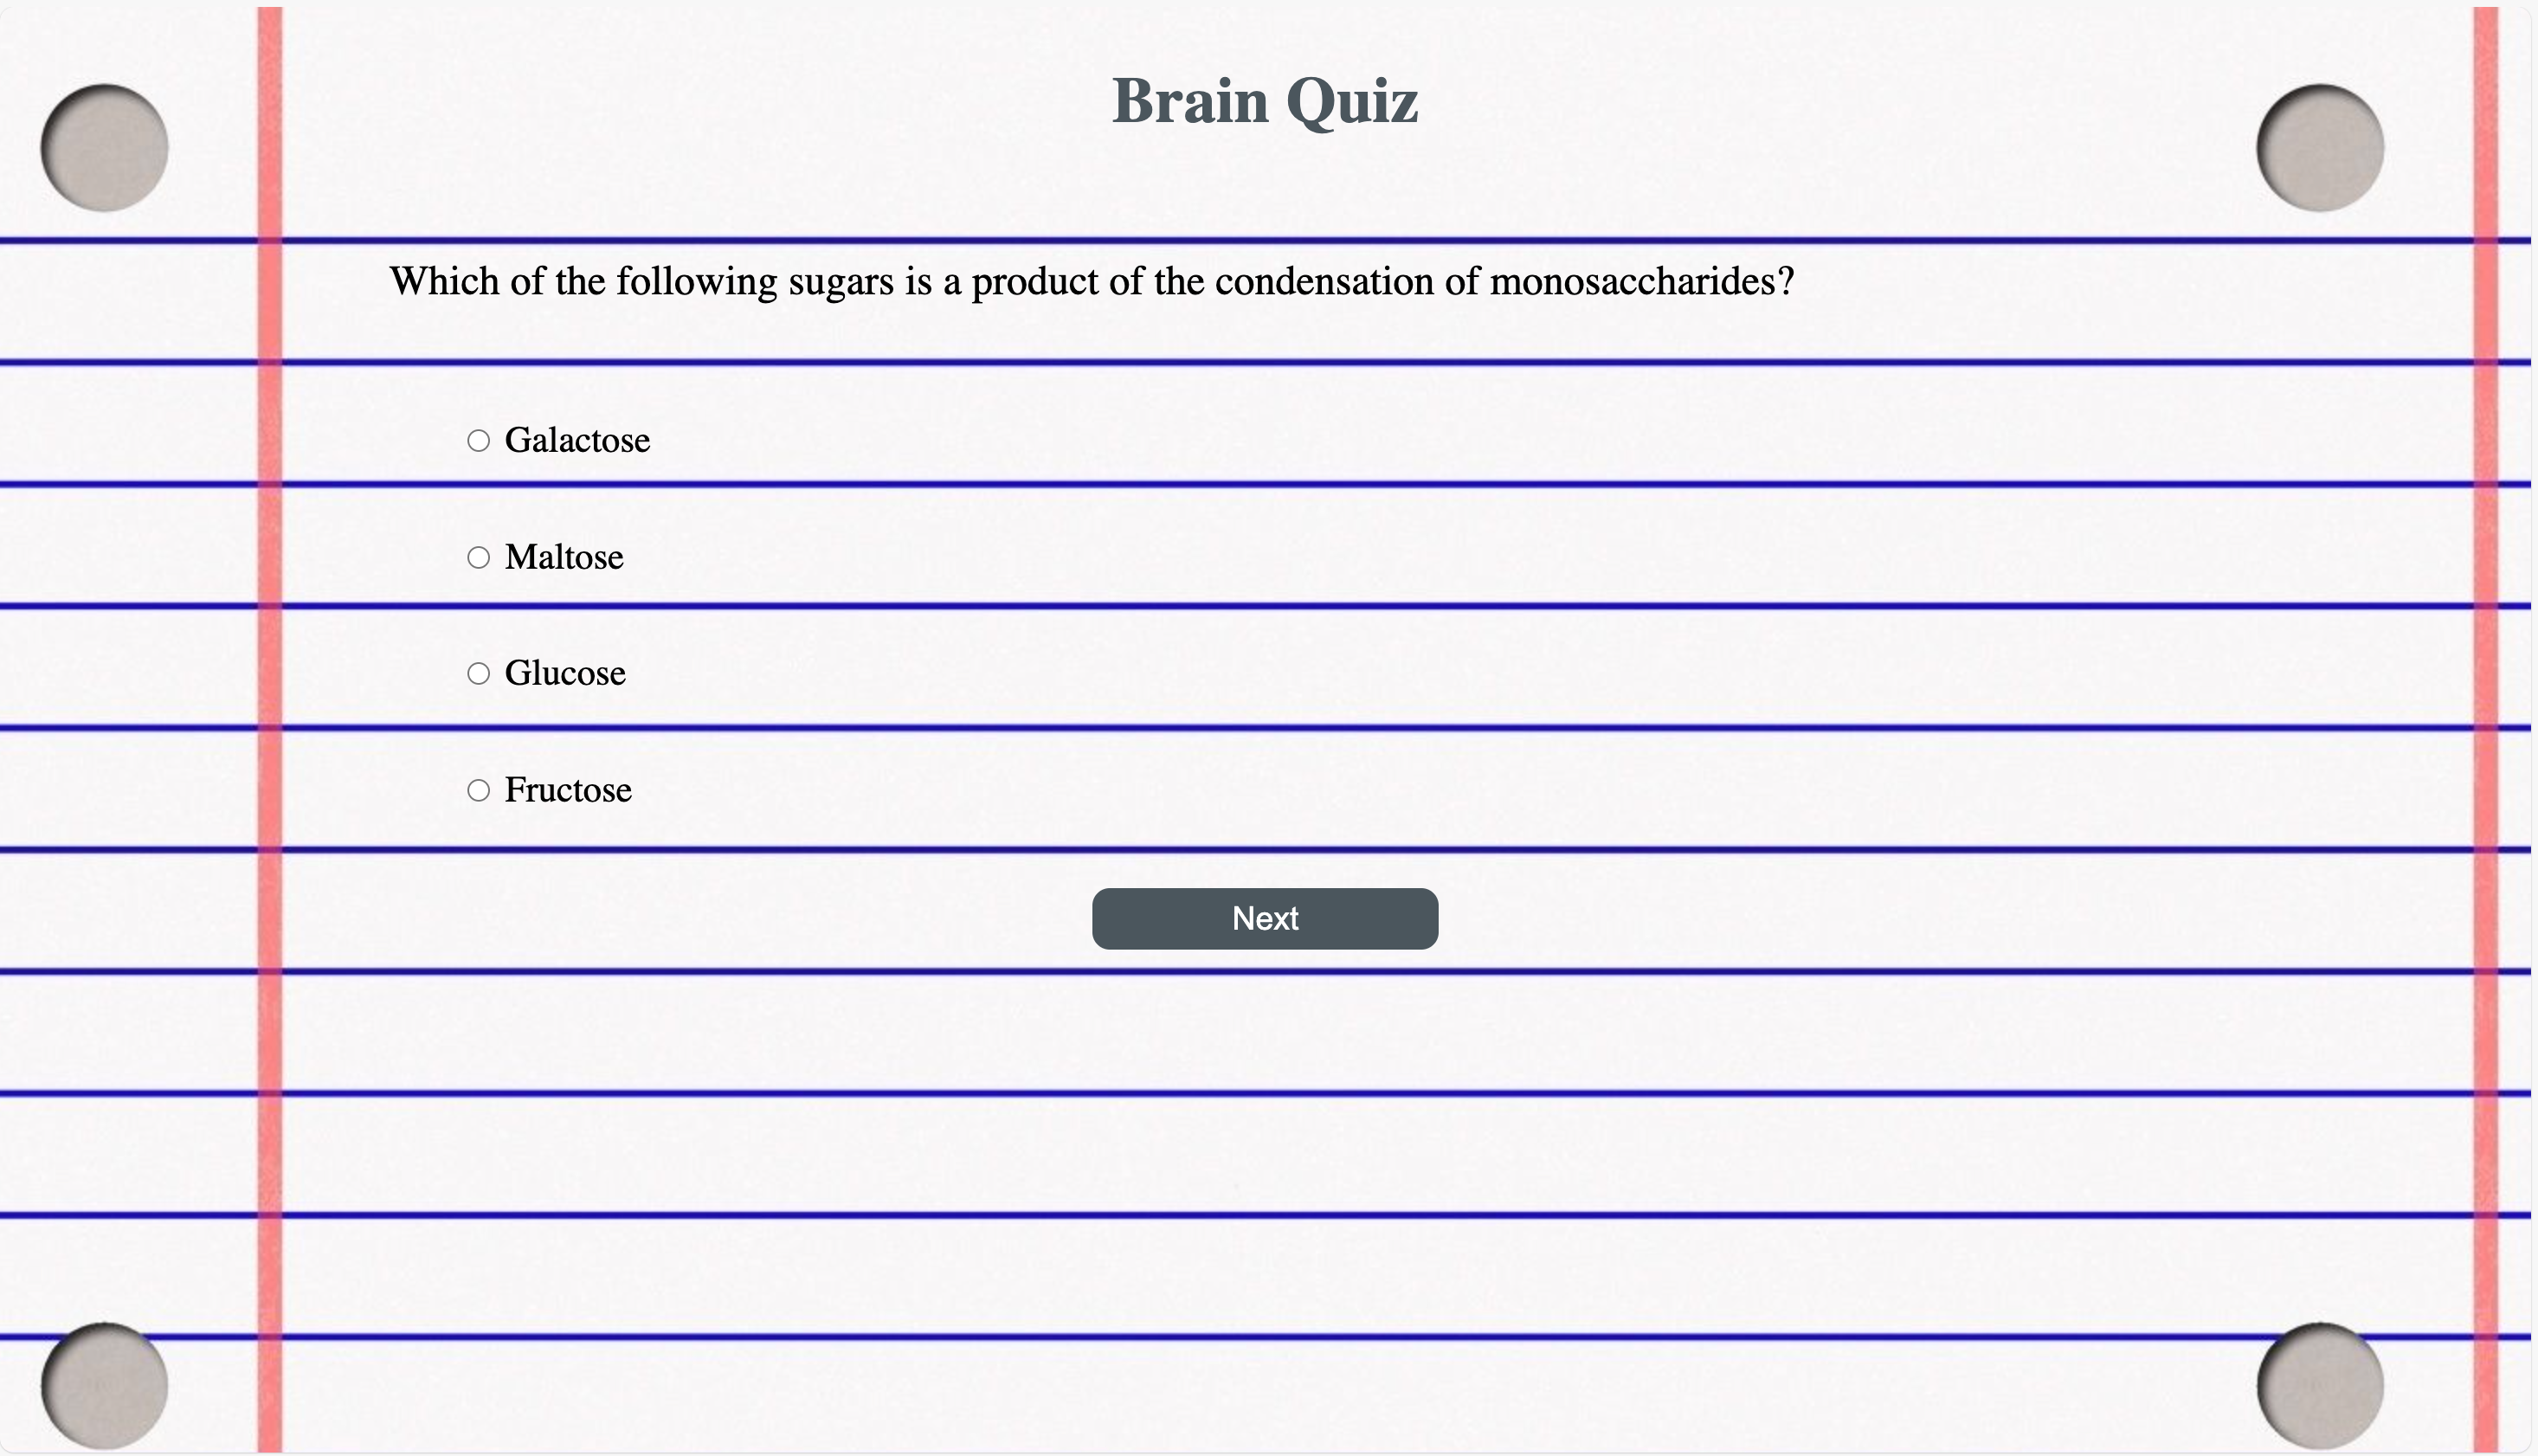 Brain Quiz
Which of the following sugars is a product of the condensation of monosaccharides?
Galactose
Maltose
Glucose
Fructose
Next